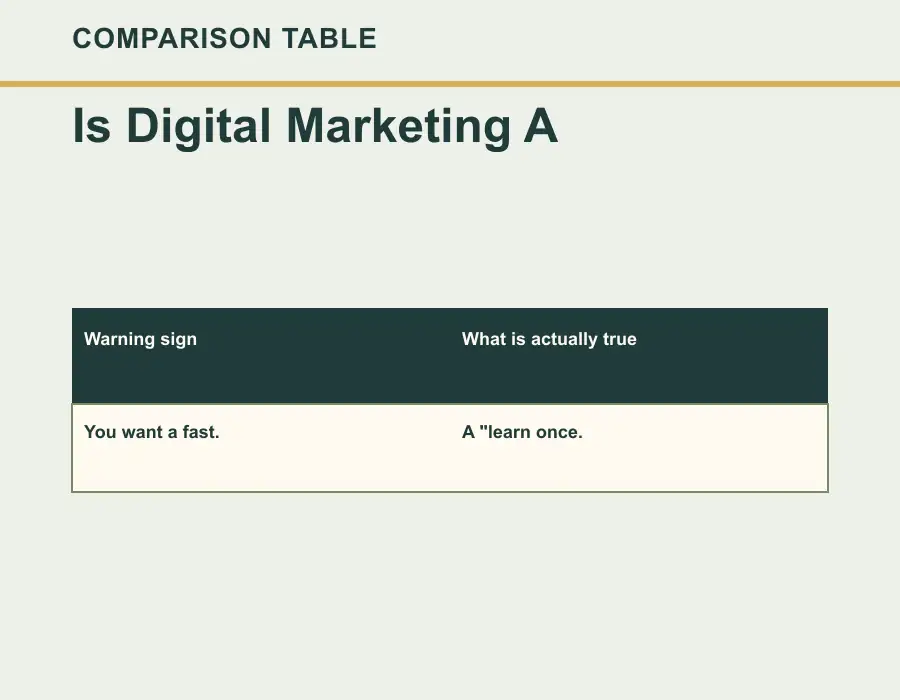 COMPARISON TABLE
Is Digital Marketing A
Warning sign What is actually true
You want a fast. A "learn once.